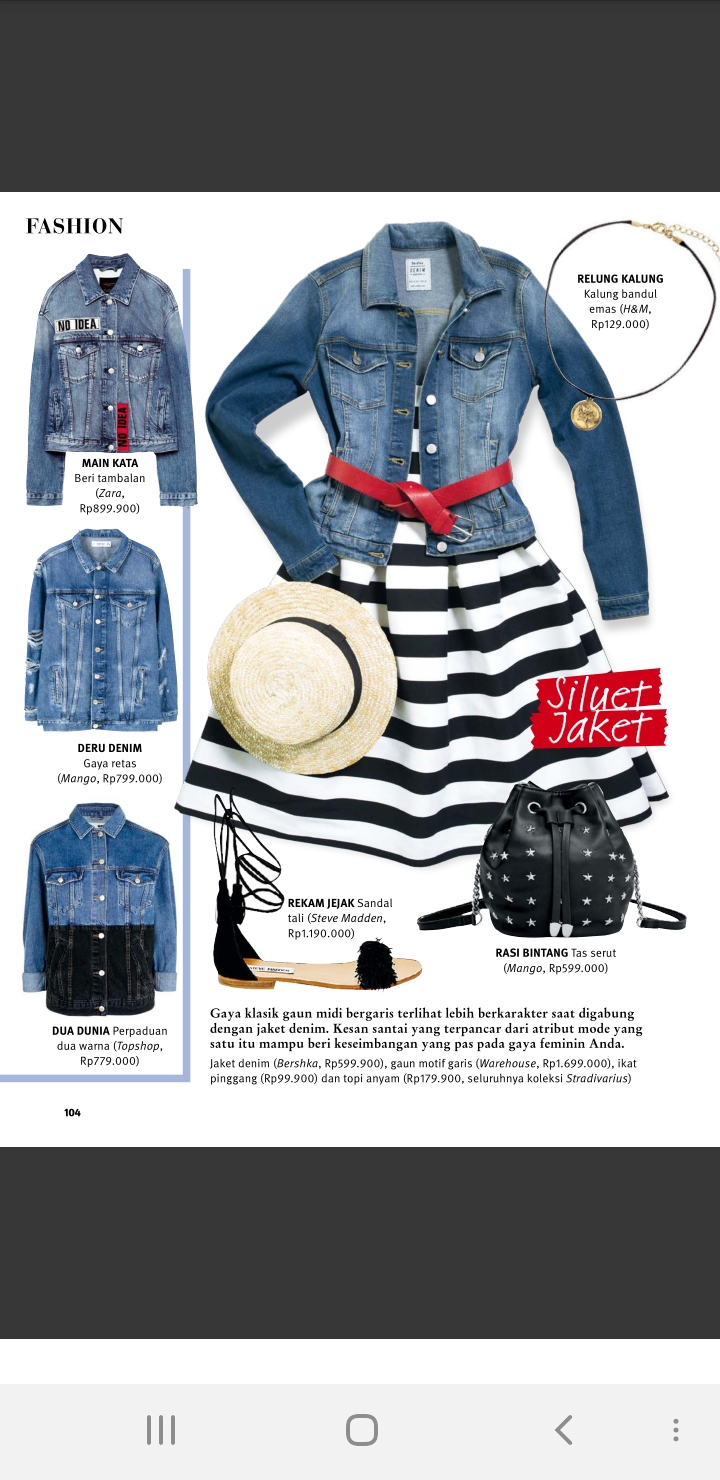 FASHION
NO IDEA
NO IDEA
MAIN KATA
Beri tambalan
(Zara,
Rp899.900)
DERU DENIM
Gaya retas
(Mango, Rp799.000)
DUA DUNIA Perpaduan
dua warna (Topshop,
Rp779.000)
DENIM
RELUNG KALUNG
Kalung bandul
emas (H&M,
Rp129.000)
Siluet
Jaket
REKAM JEJAK Sandal
tali (Steve Madden,
Rp1.190.000)
STEVE MADDEN
RASI BINTANG Tas serut
(Mango, Rp599.000)
Gaya klasik gaun midi bergaris terlihat lebih berkarakter saat digabung
dengan jaket denim. Kesan santai yang terpancar dari atribut mode yang
satu itu mampu beri keseimbangan yang pas pada gaya feminin Anda.
Jaket denim (Bershka, Rp599.900), gaun motif garis (Warehouse, Rp1.699.000), ikat
pinggang (Rp99.900) dan topi anyam (Rp179.900, seluruhnya koleksi Stradivarius)
104